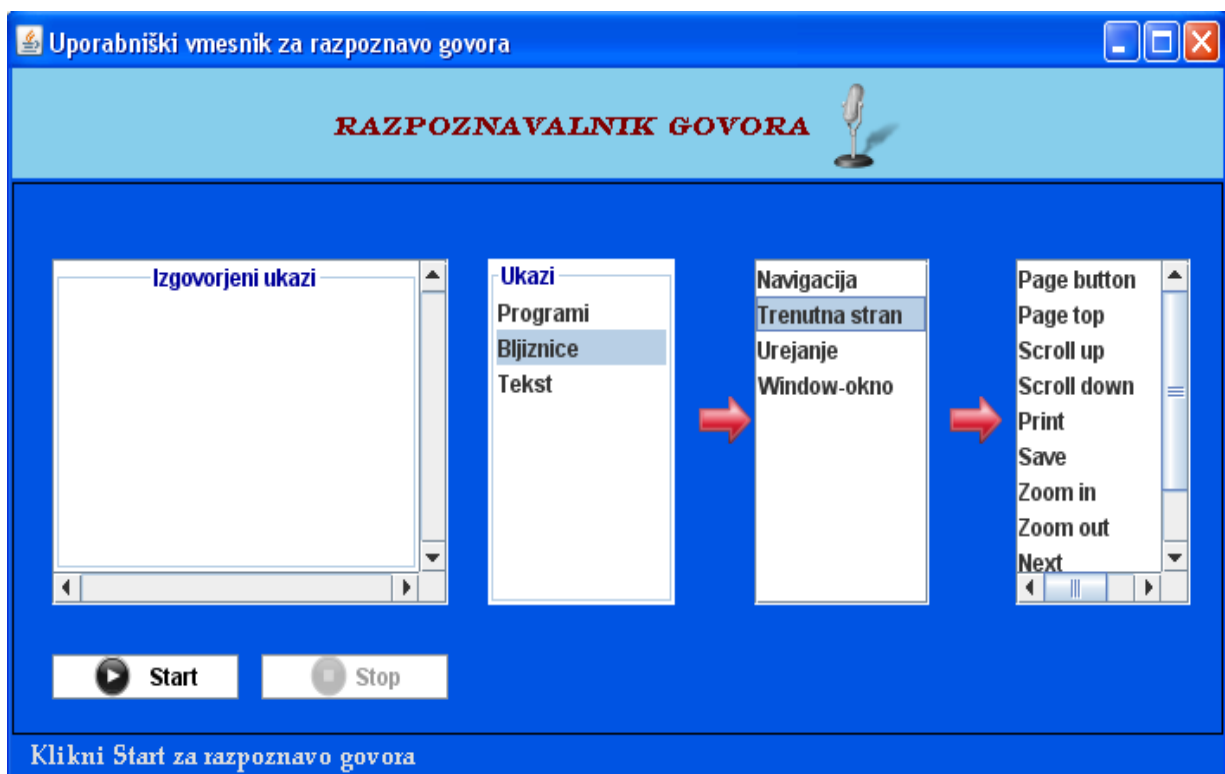 Uporabniški vmesnik za razpoznavo govora
RAZPOZNAVALNIK GOVORA
Izgovorjeni ukazi
Ukazi
Programi
Bljiznice
Tekst
Navigacija
Trenutna stran
Urejanje
Window-okno
Page button
Page top
Scroll up
Scroll down
Print
Save
Zoom in
Zoom out
Next
Start
Stop
Klikni Start za razpoznavo govora